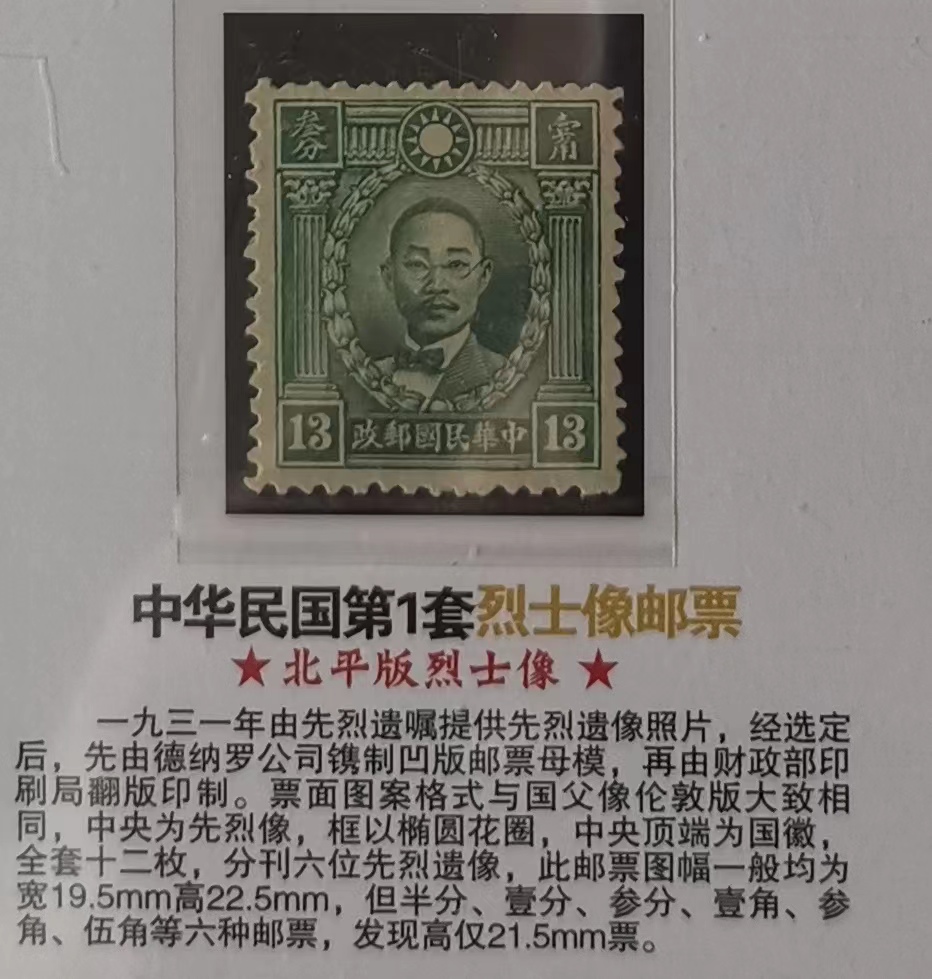 叁分 壹角
13 政郵國民華中 13
中华民国第1套烈士像邮票
★北平版烈士像★
一九三一年由先烈遗嘱提供先烈遗像照片，经选定
后，先由德纳罗公司镌制凹版邮票母模，再由财政部印
刷局翻版印制。票面图案格式与国父像伦敦版大致相
同，中央为先烈像，框以椭圆花圈，中央顶端为国徽，
全套十二枚，分刊六位先烈遗像，此邮票图幅一般均为
宽19.5mm高22.5mm，但半分、壹分、参分、壹角、参
角、伍角等六种邮票，发现高仅21.5mm票。